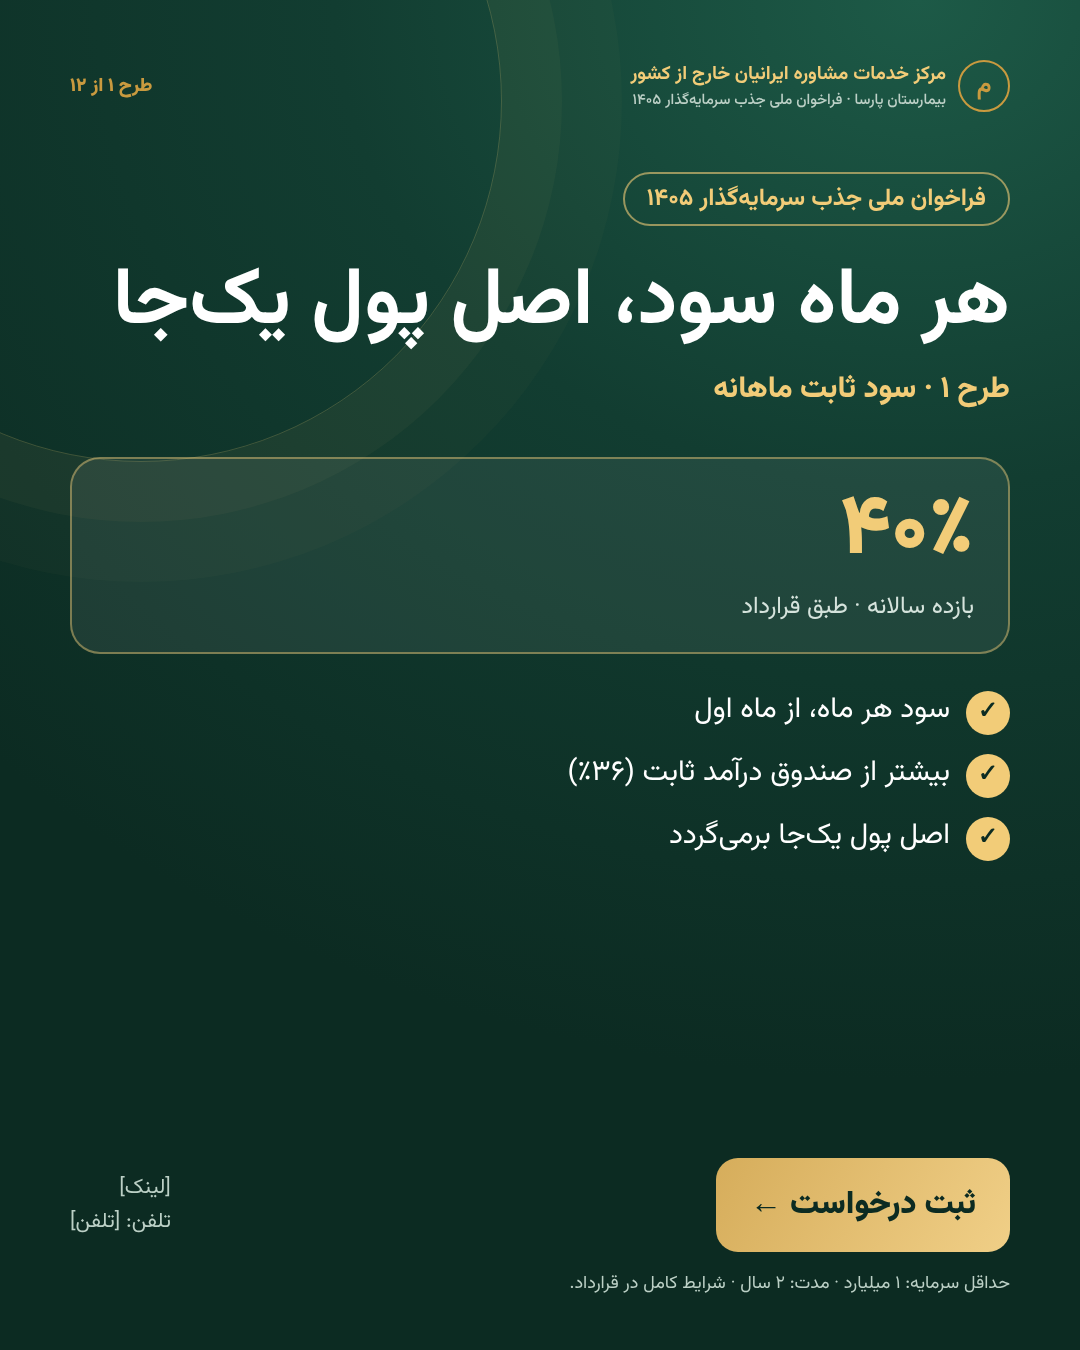 م
مرکز خدمات مشاوره ایرانیان خارج از کشور
بیمارستان پارسا · فراخوان ملی جذب سرمایه‌گذار ۱۴۰۵
طرح ۱ از ۱۲
فراخوان ملی جذب سرمایه‌گذار ۱۴۰۵
هر ماه سود، اصل پول یک‌جا
طرح ۱ · سود ثابت ماهانه
۴۰٪
بازده سالانه · طبق قرارداد
✓ سود هر ماه، از ماه اول
✓ بیشتر از صندوق درآمد ثابت (۳۶٪)
✓ اصل پول یک‌جا برمی‌گردد
ثبت درخواست ←
[لینک]
تلفن: [تلفن]
حداقل سرمایه: ۱ میلیارد · مدت: ۲ سال · شرایط کامل در قرارداد.